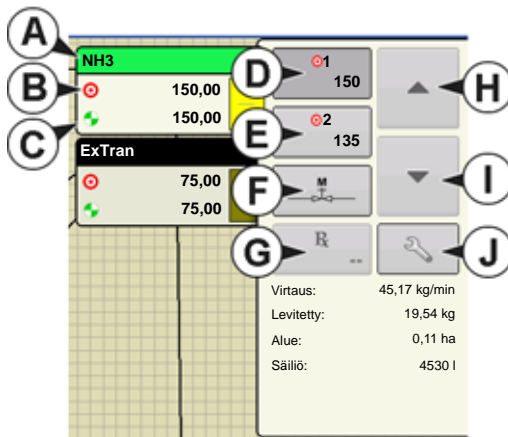 A
NH3
B
150,00
C
150,00
ExTran
75,00
75,00
D
1
150
E
2
135
F
M
G
Rx
--
H
I
J
Virtaus: 45,17 kg/min
Levitetty: 19,54 kg
Alue: 0,11 ha
Säiliö: 4530 l